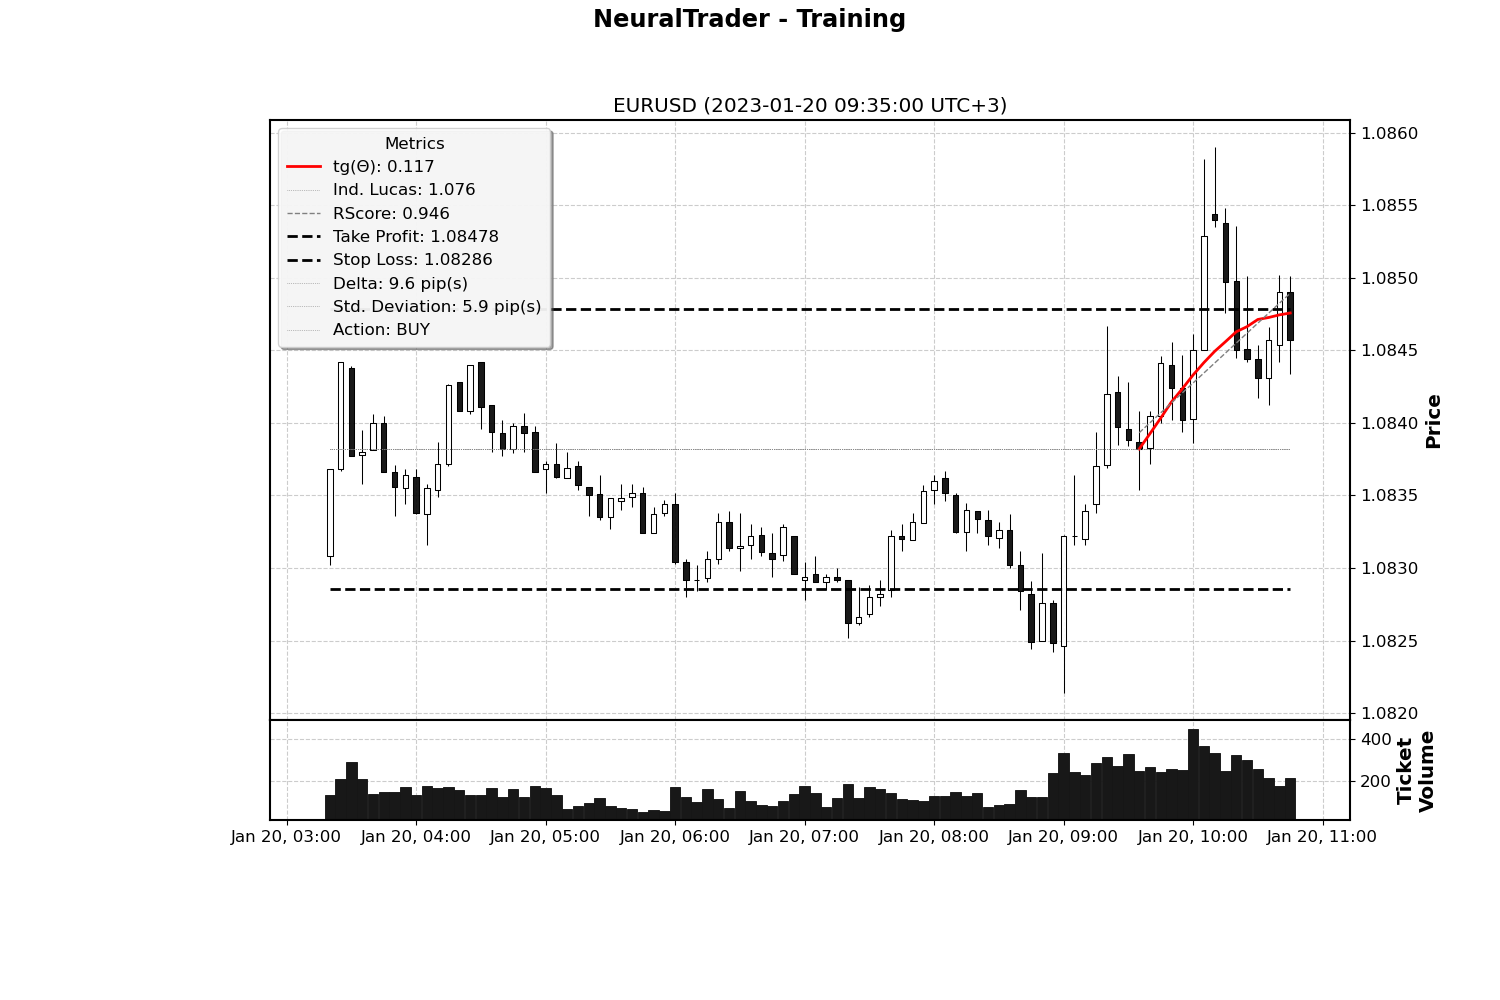 NeuralTrader - Training
EURUSD (2023-01-20 09:35:00 UTC+3)
Metrics
tg(Θ): 0.117
Ind. Lucas: 1.076
RScore: 0.946
Take Profit: 1.08478
Stop Loss: 1.08286
Delta: 9.6 pip(s)
Std. Deviation: 5.9 pip(s)
Action: BUY
1.0860
1.0855
1.0850
1.0845
1.0840
1.0835
1.0830
1.0825
1.0820
Price
400
200
Ticket
Volume
Jan 20, 03:00 Jan 20, 04:00 Jan 20, 05:00 Jan 20, 06:00 Jan 20, 07:00 Jan 20, 08:00 Jan 20, 09:00 Jan 20, 10:00 Jan 20, 11:00